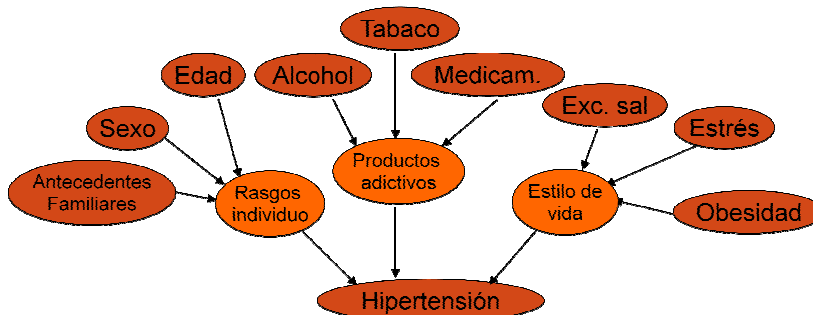 Tabaco
Edad
Alcohol
Medicam.
Exc. sal
Sexo
Estrés
Productos
adictivos
Antecedentes
Familiares
Rasgos
individuo
Estilo de
vida
Obesidad
Hipertensión